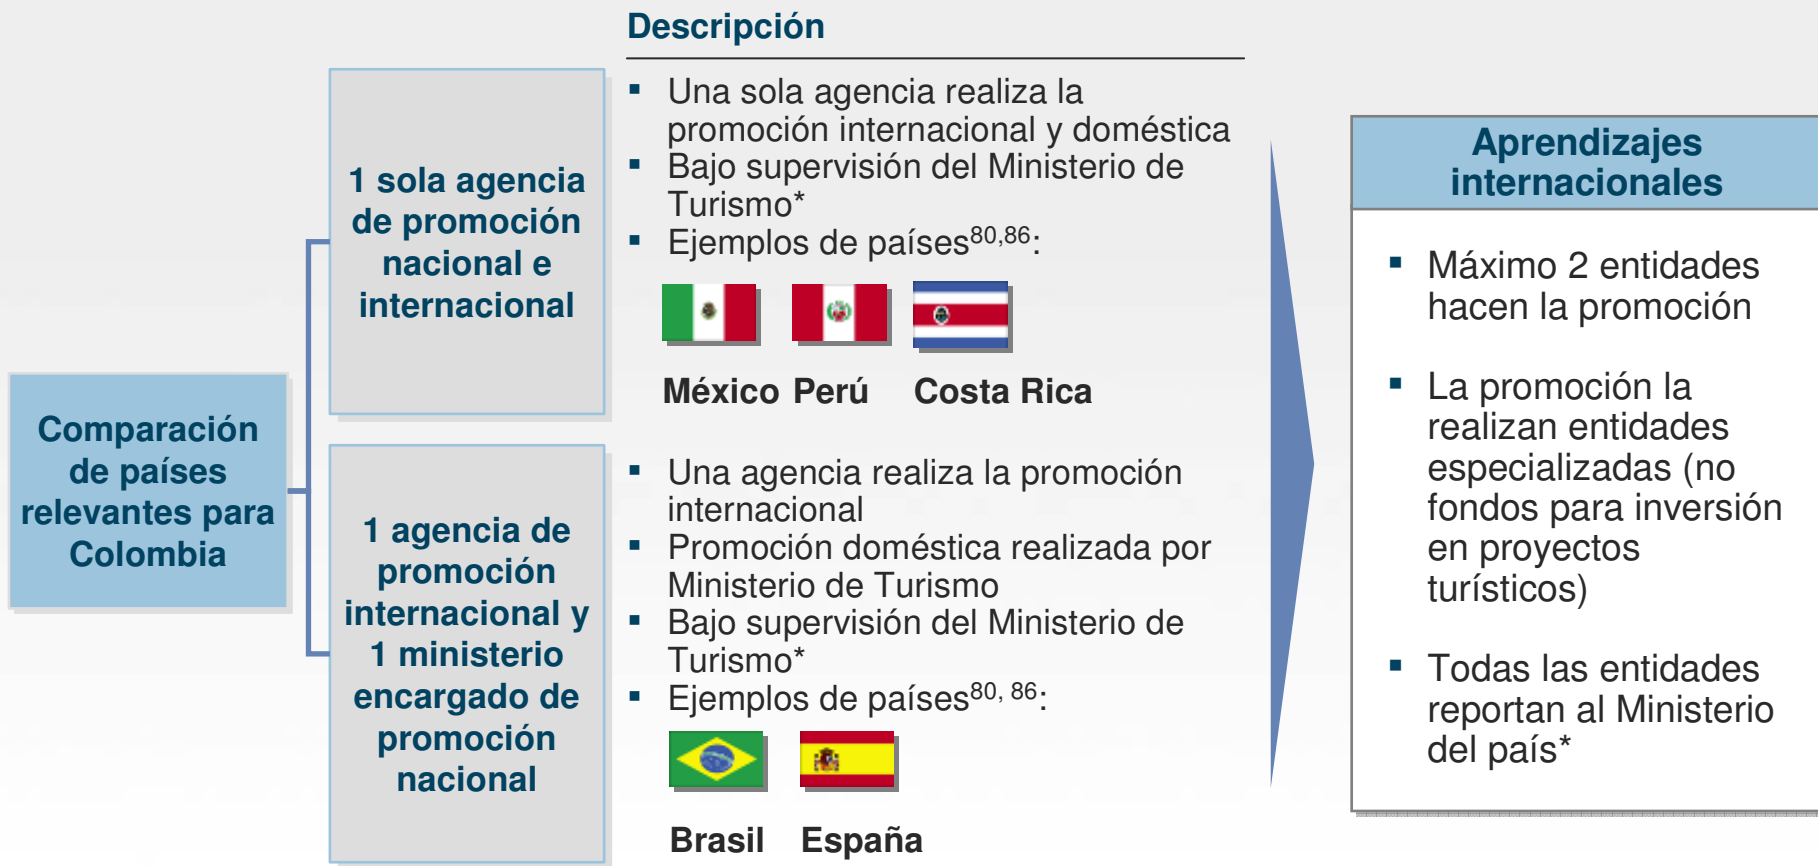 Descripción
Comparación
de países
relevantes para
Colombia
1 sola agencia
de promoción
nacional e
internacional
▪ Una sola agencia realiza la
promoción internacional y doméstica
▪ Bajo supervisión del Ministerio de
Turismo*
▪ Ejemplos de países80,86:
México Perú Costa Rica
1 agencia de
promoción
internacional y
1 ministerio
encargado de
promoción
nacional
▪ Una agencia realiza la promoción
internacional
▪ Promoción doméstica realizada por
Ministerio de Turismo
▪ Bajo supervisión del Ministerio de
Turismo*
▪ Ejemplos de países80, 86:
Brasil España
Aprendizajes
internacionales
▪ Máximo 2 entidades
hacen la promoción
▪ La promoción la
realizan entidades
especializadas (no
fondos para inversión
en proyectos
turísticos)
▪ Todas las entidades
reportan al Ministerio
del país*